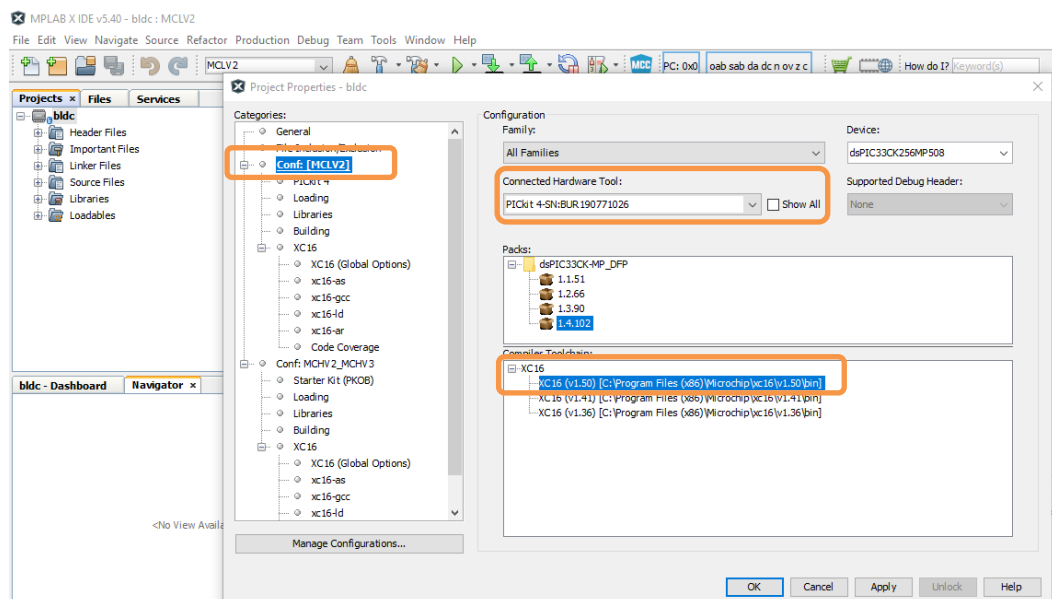 MPLAB X IDE v5.40 - bldc : MCLV2
File Edit View Navigate Source Refactor Production Debug Team Tools Window Help
MCLV2
MCC
PC: 0x0
oab sab da dc n ov z c
How do I?
Keyword(s)
Projects × Files Services
bldc
Header Files
Important Files
Linker Files
Source Files
Libraries
Loadables
bldc - Dashboard Navigator ×
<No View Availa
Project Properties - bldc
Categories:
General
File Inclusion/Exclusion
Conf: [MCLV2]
PICkit 4
Loading
Libraries
Building
XC16
XC16 (Global Options)
xc16-as
xc16-gcc
xc16-ld
xc16-ar
Code Coverage
Conf: MCHV2_MCHV3
Starter Kit (PKOB)
Loading
Libraries
Building
XC16
XC16 (Global Options)
xc16-as
xc16-gcc
xc16-ld
Manage Configurations...
Configuration
Family:
All Families
Device:
dsPIC33CK256MP508
Connected Hardware Tool:
PICkit 4-SN:BUR190771026
Show All
Supported Debug Header:
None
Packs:
dsPIC33CK-MP_DFP
1.1.51
1.2.66
1.3.90
1.4.102
Compiler Toolchain:
XC16
XC16 (v1.50) [C:\Program Files (x86)\Microchip\xc16\v1.50\bin]
XC16 (v1.41) [C:\Program Files (x86)\Microchip\xc16\v1.41\bin]
XC16 (v1.36) [C:\Program Files (x86)\Microchip\xc16\v1.36\bin]
OK Cancel Apply Unlock Help